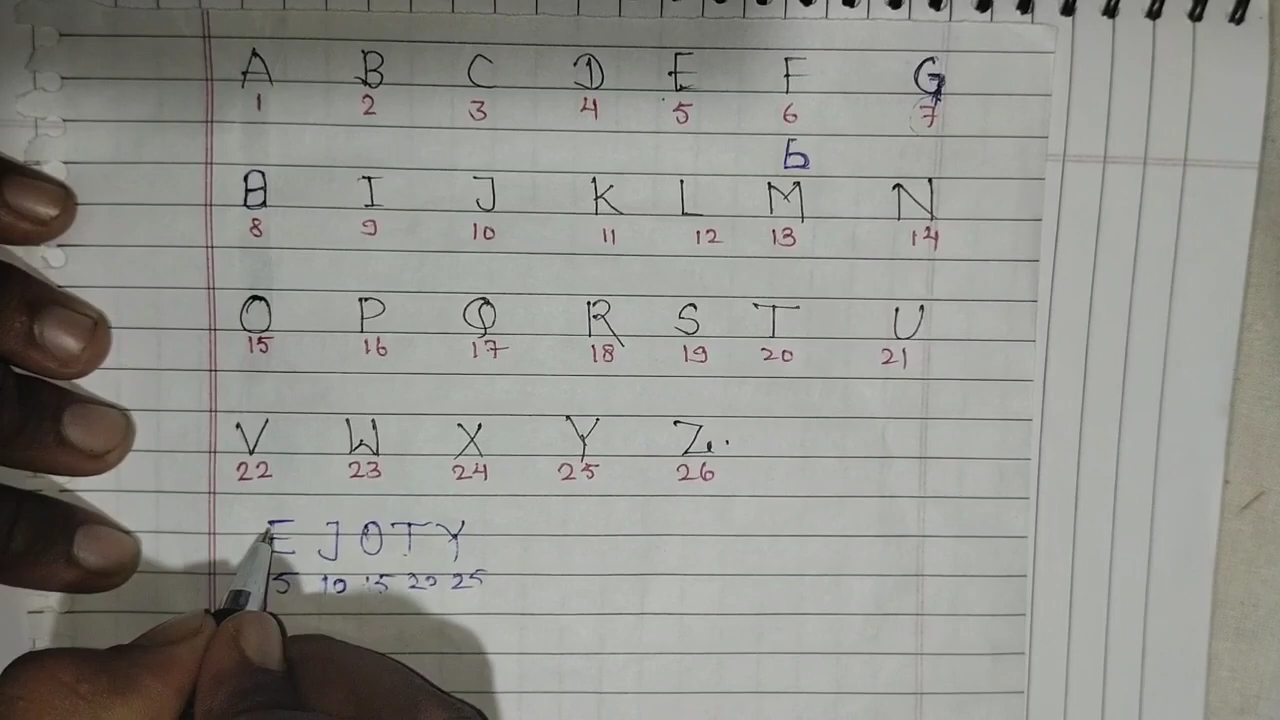 A B C D E F G
1 2 3 4 5 6 7
6
H I J K L M N
8 9 10 11 12 13 14
O P Q R S T U
15 16 17 18 19 20 21
V W X Y Z
22 23 24 25 26
E J O T Y
5 10 15 20 25